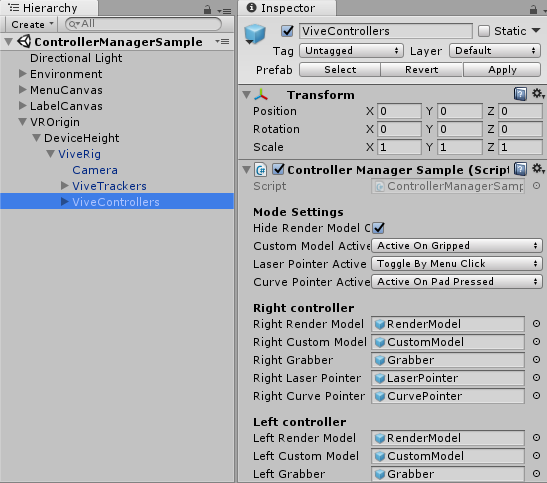 Hierarchy
Create
All
ControllerManagerSample
Directional Light
Environment
MenuCanvas
LabelCanvas
VROrigin
DeviceHeight
ViveRig
Camera
ViveTrackers
ViveControllers
Inspector
ViveControllers Static
Tag Untagged Layer Default
Prefab Select Revert Apply
Transform
Position X 0 Y 0 Z 0
Rotation X 0 Y 0 Z 0
Scale X 1 Y 1 Z 1
Controller Manager Sample (Script
Script ControllerManagerSamp
Mode Settings
Hide Render Model C
Custom Model Active Active On Gripped
Laser Pointer Active Toggle By Menu Click
Curve Pointer Active Active On Pad Pressed
Right controller
Right Render Model RenderModel
Right Custom Model CustomModel
Right Grabber Grabber
Right Laser Pointer LaserPointer
Right Curve Pointer CurvePointer
Left controller
Left Render Model RenderModel
Left Custom Model CustomModel
Left Grabber Grabber